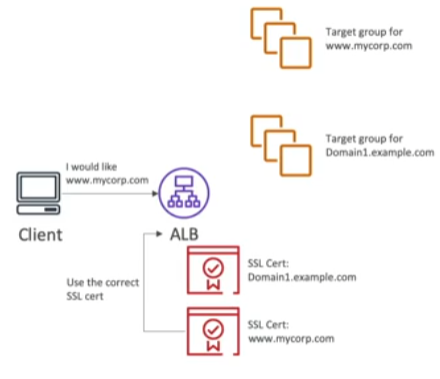 Target group for
www.mycorp.com
Target group for
Domain1.example.com
I would like
www.mycorp.com
Client
ALB
Use the correct
SSL cert
SSL Cert:
Domain1.example.com
SSL Cert:
www.mycorp.com